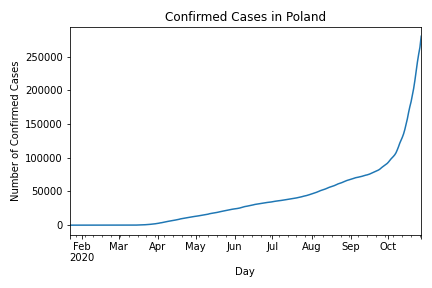 Confirmed Cases in Poland
Number of Confirmed Cases
250000
200000
150000
100000
50000
0
Feb Mar Apr May Jun Jul Aug Sep Oct
2020
Day